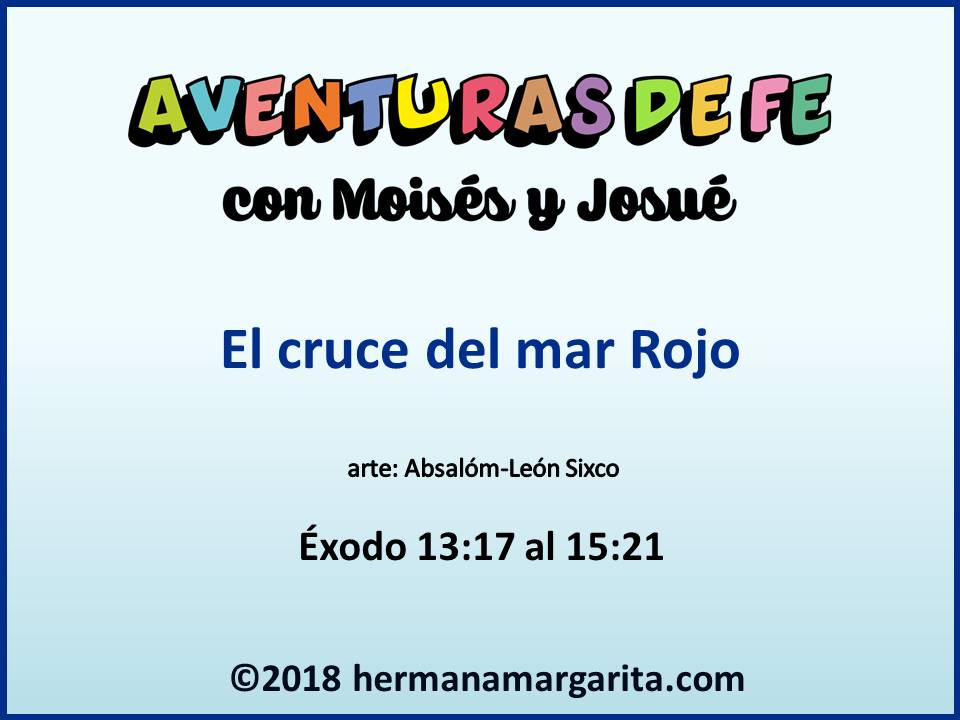 AVENTURAS DE FE
con Moisés y Josué
El cruce del mar Rojo
arte: Absalóm-León Sixco
Éxodo 13:17 al 15:21
©2018 hermanamargarita.com